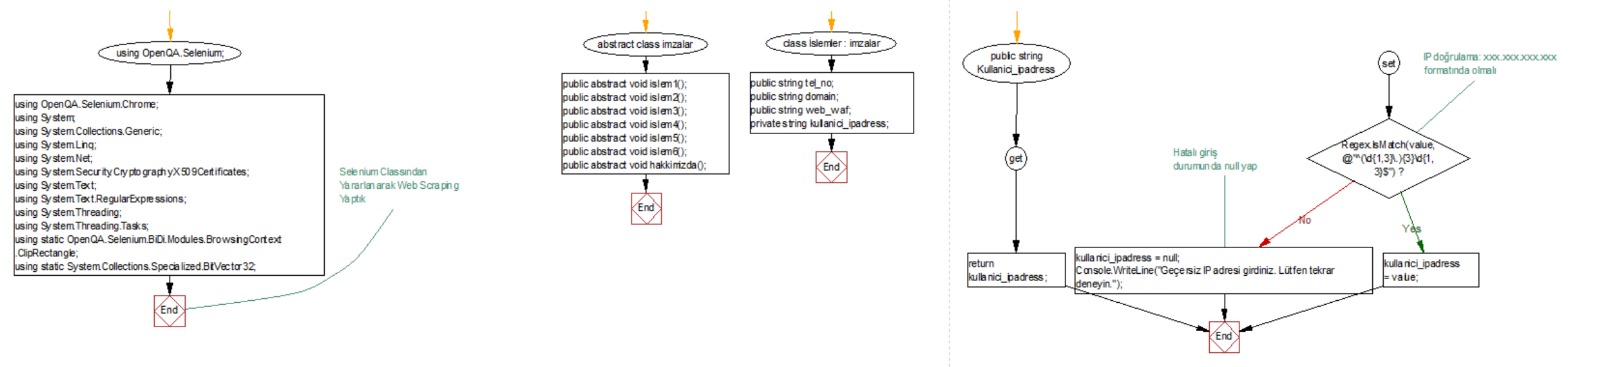 using OpenQA.Selenium;
using OpenQA.Selenium.Chrome;
using System;
using System.Collections.Generic;
using System.Linq;
using System.Net;
using System.Security.Cryptography.X509Certificates;
using System.Text;
using System.Text.RegularExpressions;
using System.Threading;
using System.Threading.Tasks;
using static OpenQA.Selenium.BiDi.Modules.BrowsingContext
.ClipRectangle;
using static System.Collections.Specialized.BitVector32;
End
Selenium Classından
Yararlanarak Web Scraping
Yaptık
abstract class imzalar
public abstract void islem1();
public abstract void islem2();
public abstract void islem3();
public abstract void islem4();
public abstract void islem5();
public abstract void islem6();
public abstract void hakkimizda();
End
class İslemler : imzalar
public string tel_no;
public string domain;
public string web_waf;
private string kullanici_ipadress;
End
public string
Kullanici_ipadress
get
return
kullanici_ipadress;
set
IP doğrulama: xxx.xxx.xxx.xxx
formatında olmalı
Regex.IsMatch(value,
@"^(\d{1,3}\.){3}\d{1,
3}$") ?
Hatalı giriş
durumunda null yap
No
Yes
kullanici_ipadress = null;
Console.WriteLine("Geçersiz IP adresi girdiniz. Lütfen tekrar
deneyin.");
kullanici_ipadress
= value;
End